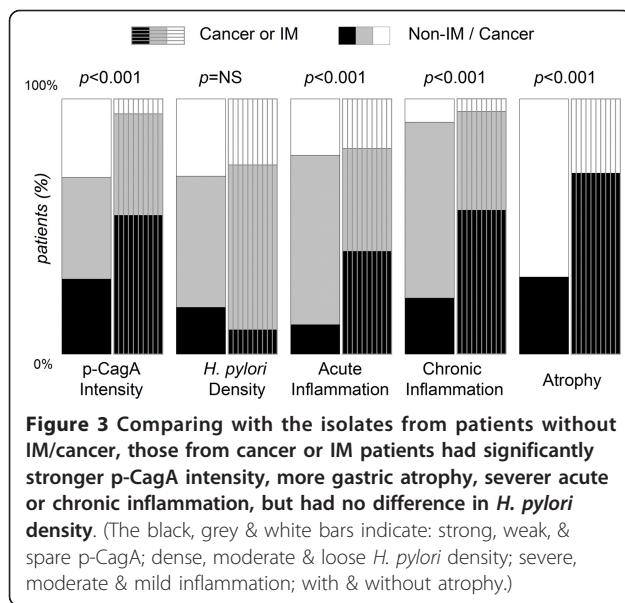 Cancer or IM Non-IM / Cancer
p<0.001 p=NS p<0.001 p<0.001 p<0.001
100%
patients (%)
0%
p-CagA H. pylori Acute Chronic Atrophy
Intensity Density Inflammation Inflammation
Figure 3 Comparing with the isolates from patients without
IM/cancer, those from cancer or IM patients had significantly
stronger p-CagA intensity, more gastric atrophy, severer acute
or chronic inflammation, but had no difference in H. pylori
density. (The black, grey & white bars indicate: strong, weak, &
spare p-CagA; dense, moderate & loose H. pylori density; severe,
moderate & mild inflammation; with & without atrophy.)